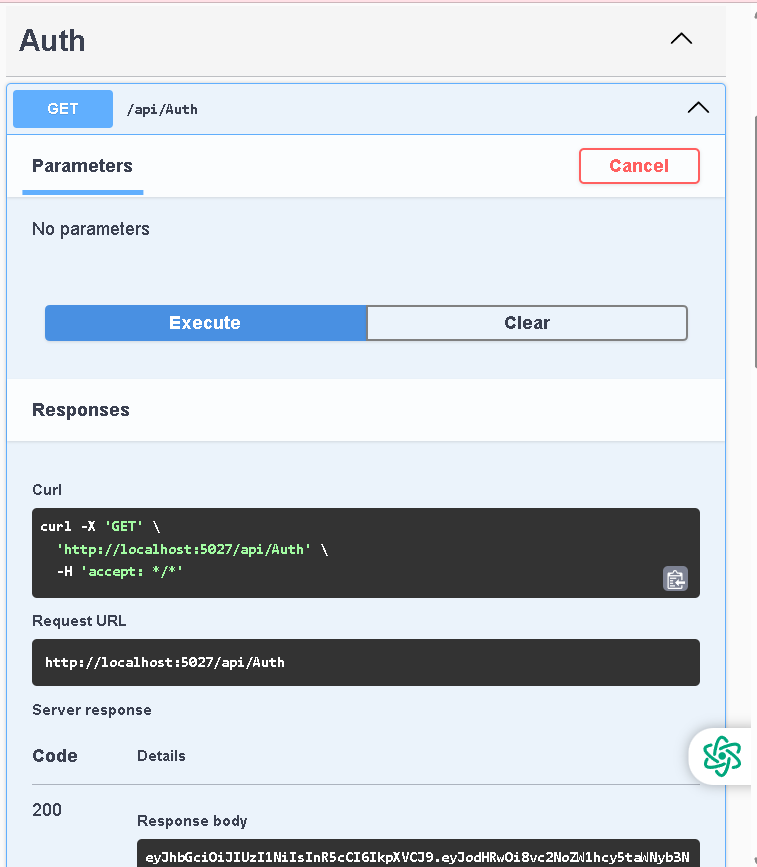 Auth
GET /api/Auth
Parameters Cancel
No parameters
Execute Clear
Responses
Curl
curl -X 'GET' \
'http://localhost:5027/api/Auth' \
-H 'accept: */*'
Request URL
http://localhost:5027/api/Auth
Server response
Code Details
200
Response body
eyJhbGciOiJIUzI1NiIsInR5cCI6IkpXVCJ9.eyJodHRwOi8vc2NoZW1hcy5taWNyb3N